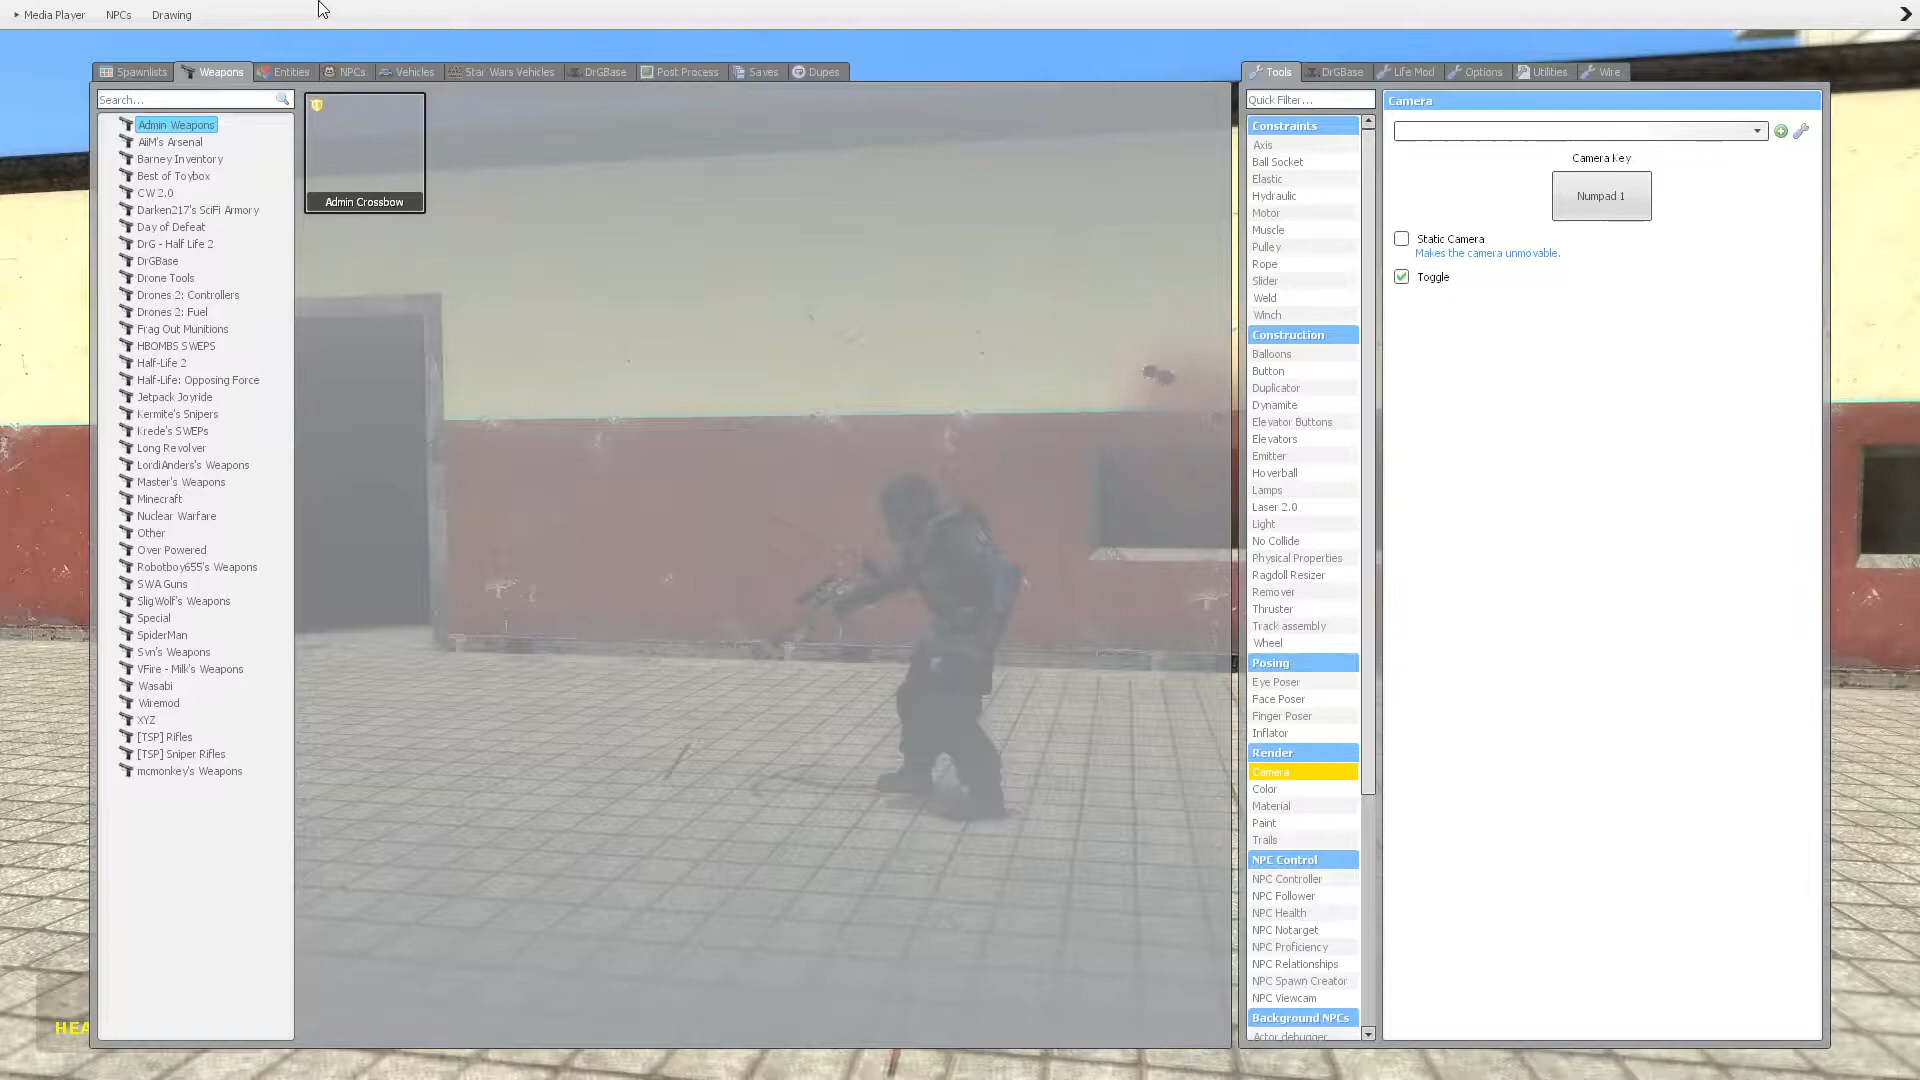 Media Player NPCs Drawing
Spawnlists Weapons Entities NPCs Vehicles Star Wars Vehicles DrGBase Post Process Saves Dupes
Search...
Admin Weapons
AiiM's Arsenal
Barney Inventory
Best of Toybox
CW 2.0
Darken217's SciFi Armory
Day of Defeat
DrG - Half Life 2
DrGBase
Drone Tools
Drones 2: Controllers
Drones 2: Fuel
Frag Out Munitions
HBOMBS SWEPS
Half-Life 2
Half-Life: Opposing Force
Jetpack Joyride
Kermite's Snipers
Krede's SWEPs
Long Revolver
LordiAnders's Weapons
Master's Weapons
Minecraft
Nuclear Warfare
Other
Over Powered
Robotboy655's Weapons
SWA Guns
SligWolf's Weapons
Special
SpiderMan
Svn's Weapons
VFire - Milk's Weapons
Wasabi
Wiremod
XYZ
[TSP] Rifles
[TSP] Sniper Rifles
mcmonkey's Weapons
Admin Crossbow
HEA
Tools DrGBase Life Mod Options Utilities Wire
Quick Filter...
Constraints
Axis
Ball Socket
Elastic
Hydraulic
Motor
Muscle
Pulley
Rope
Slider
Weld
Winch
Construction
Balloons
Button
Duplicator
Dynamite
Elevator Buttons
Elevators
Emitter
Hoverball
Lamps
Laser 2.0
Light
No Collide
Physical Properties
Ragdoll Resizer
Remover
Thruster
Track assembly
Wheel
Posing
Eye Poser
Face Poser
Finger Poser
Inflator
Render
Camera
Color
Material
Paint
Trails
NPC Control
NPC Controller
NPC Follower
NPC Health
NPC Notarget
NPC Proficiency
NPC Relationships
NPC Spawn Creator
NPC Viewcam
Background NPCs
Actor debugger
Camera
Camera Key
Numpad 1
Static Camera
Makes the camera unmovable.
Toggle